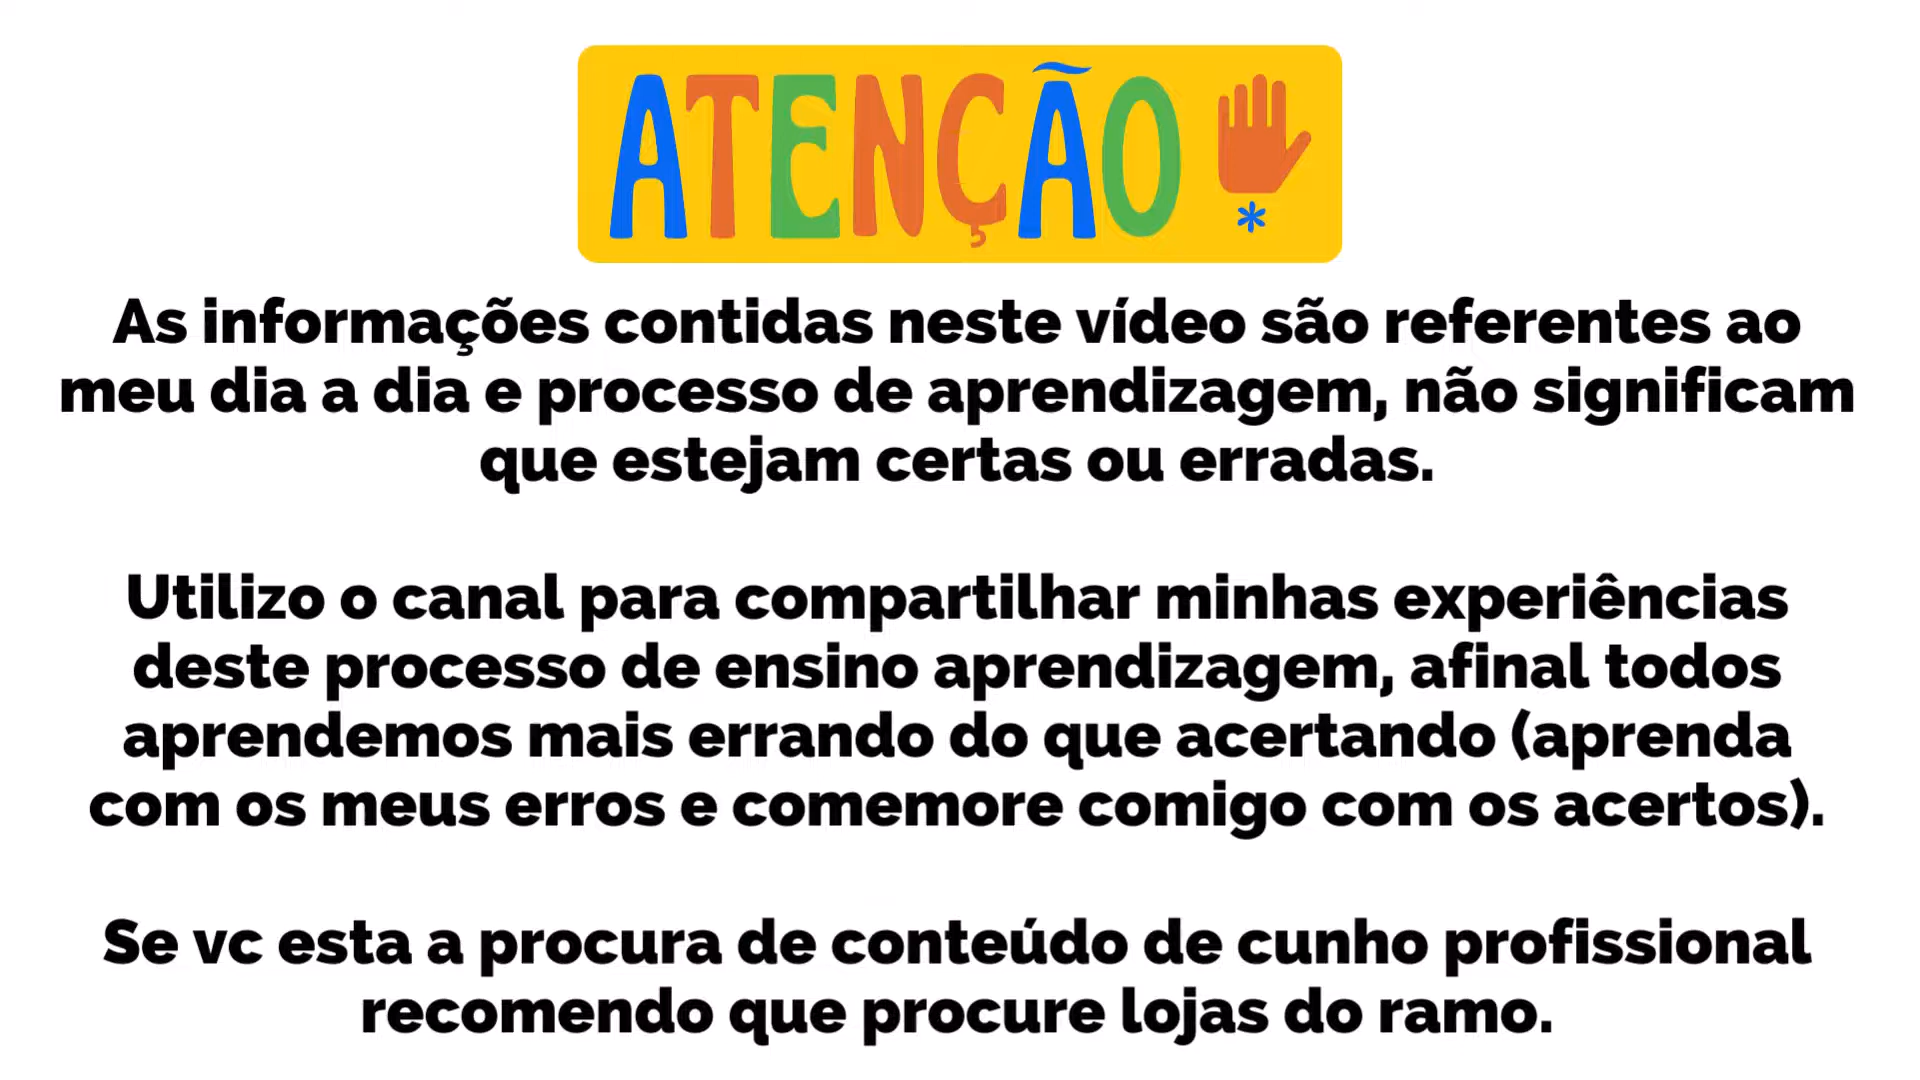 ATENÇÃO
As informações contidas neste vídeo são referentes ao
meu dia a dia e processo de aprendizagem, não significam
que estejam certas ou erradas.
Utilizo o canal para compartilhar minhas experiências
deste processo de ensino aprendizagem, afinal todos
aprendemos mais errando do que acertando (aprenda
com os meus erros e comemore comigo com os acertos).
Se vc esta a procura de conteúdo de cunho profissional
recomendo que procure lojas do ramo.